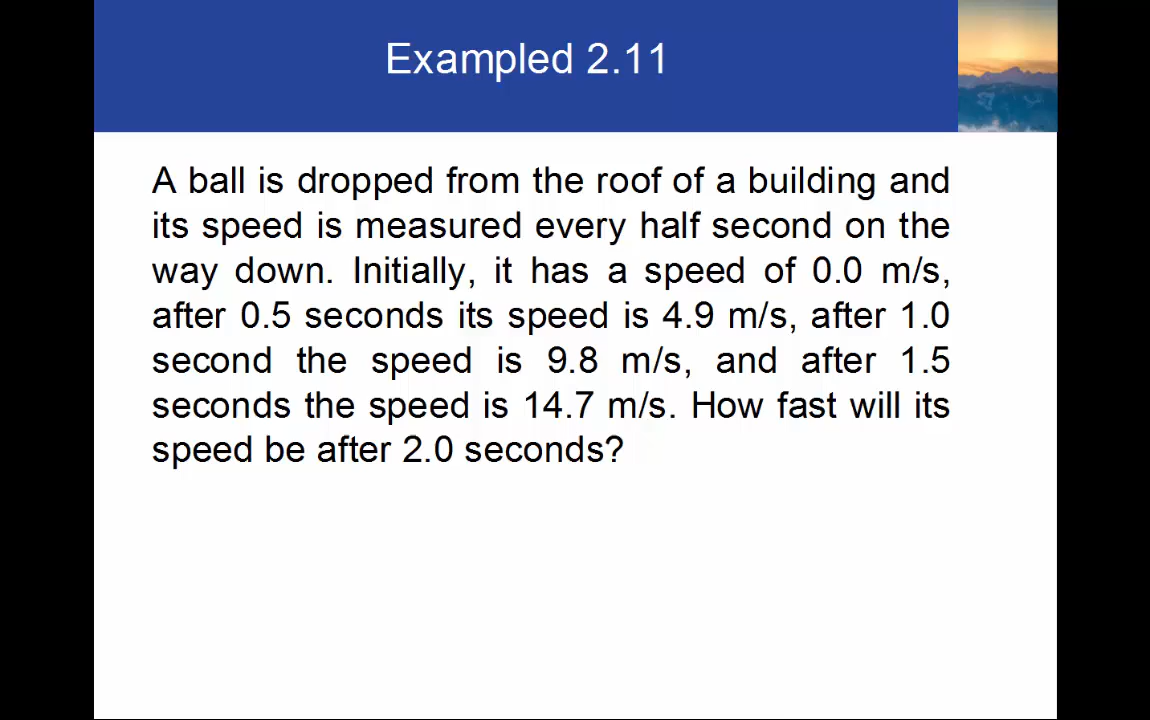 Exampled 2.11
A ball is dropped from the roof of a building and
its speed is measured every half second on the
way down. Initially, it has a speed of 0.0 m/s,
after 0.5 seconds its speed is 4.9 m/s, after 1.0
second the speed is 9.8 m/s, and after 1.5
seconds the speed is 14.7 m/s. How fast will its
speed be after 2.0 seconds?